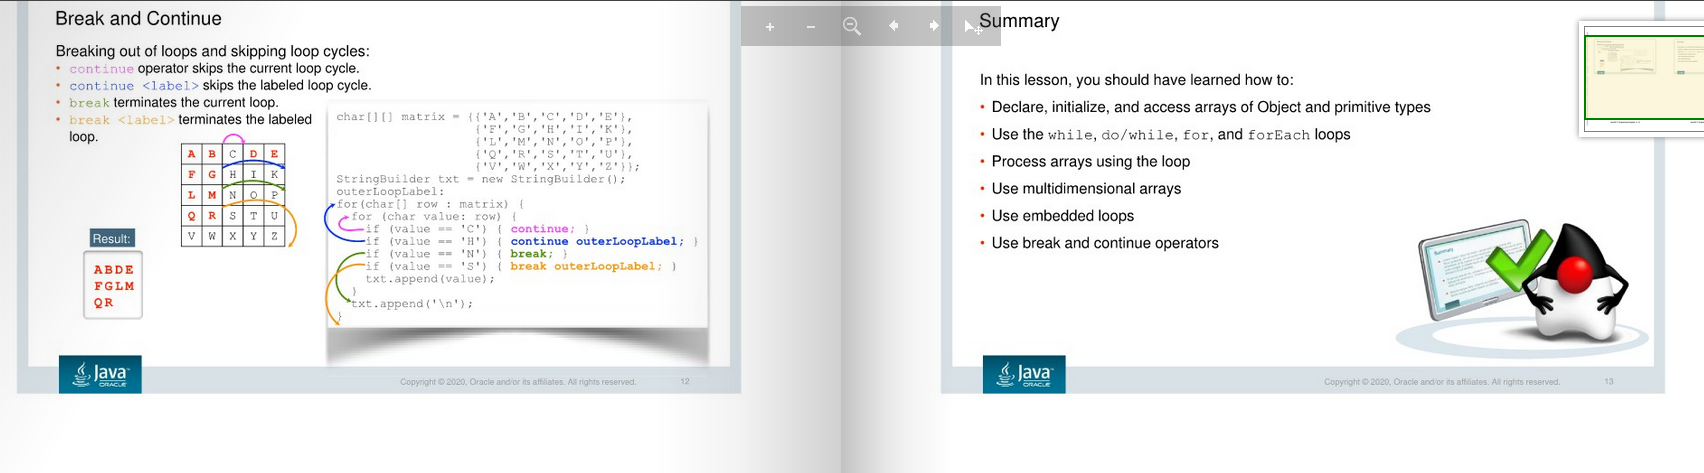 Break and Continue
Breaking out of loops and skipping loop cycles:
• continue operator skips the current loop cycle.
• continue <label> skips the labeled loop cycle.
• break terminates the current loop.
• break <label> terminates the labeled
loop.
A B C D E
F G H I K
L M N O P
Q R S T U
V W X Y Z
Result:
ABDE
FGLM
QR
char[][] matrix = {{'A','B','C','D','E'},
{'F','G','H','I','K'},
{'L','M','N','O','P'},
{'Q','R','S','T','U'},
{'V','W','X','Y','Z'}};
StringBuilder txt = new StringBuilder();
outerLoopLabel:
for(char[] row : matrix) {
for (char value: row) {
if (value == 'C') { continue; }
if (value == 'H') { continue outerLoopLabel; }
if (value == 'N') { break; }
if (value == 'S') { break outerLoopLabel; }
txt.append(value);
}
txt.append('\n');
}
Java
ORACLE
Copyright © 2020, Oracle and/or its affiliates. All rights reserved. 12
Summary
In this lesson, you should have learned how to:
• Declare, initialize, and access arrays of Object and primitive types
• Use the while, do/while, for, and forEach loops
• Process arrays using the loop
• Use multidimensional arrays
• Use embedded loops
• Use break and continue operators
Java
ORACLE
Copyright © 2020, Oracle and/or its affiliates. All rights reserved. 13